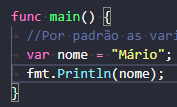 func main() {
//Por padrão as vari
var nome = "Mário";
fmt.Println(nome);
}